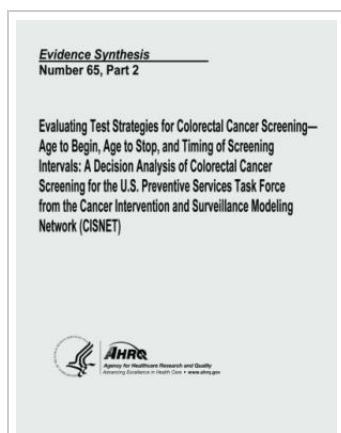 Evidence Synthesis
Number 65, Part 2
Evaluating Test Strategies for Colorectal Cancer Screening—
Age to Begin, Age to Stop, and Timing of Screening
Intervals: A Decision Analysis of Colorectal Cancer
Screening for the U.S. Preventive Services Task Force
from the Cancer Intervention and Surveillance Modeling
Network (CISNET)
AHRQ
Agency for Healthcare Research and Quality
Advancing Excellence in Health Care • www.ahrq.gov